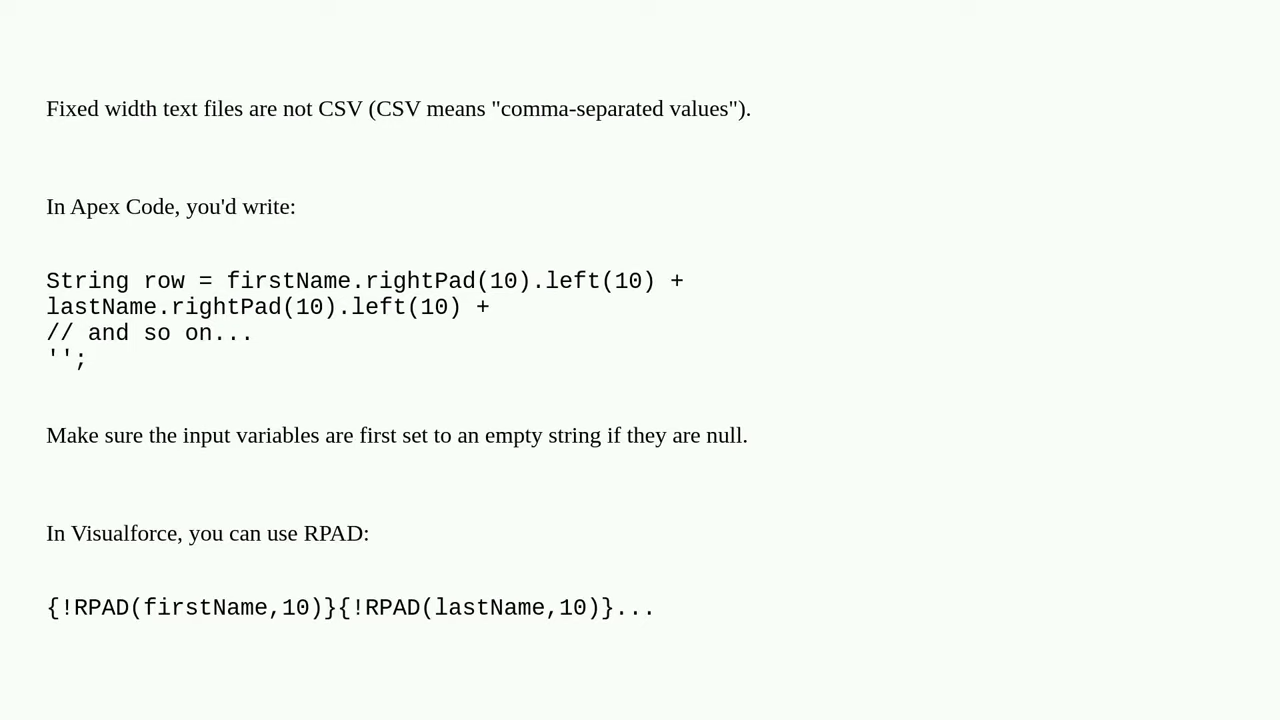 Fixed width text files are not CSV (CSV means "comma-separated values").
In Apex Code, you'd write:
String row = firstName.rightPad(10).left(10) +
lastName.rightPad(10).left(10) +
// and so on...
'';
Make sure the input variables are first set to an empty string if they are null.
In Visualforce, you can use RPAD:
{!RPAD(firstName,10)}{!RPAD(lastName,10)}...